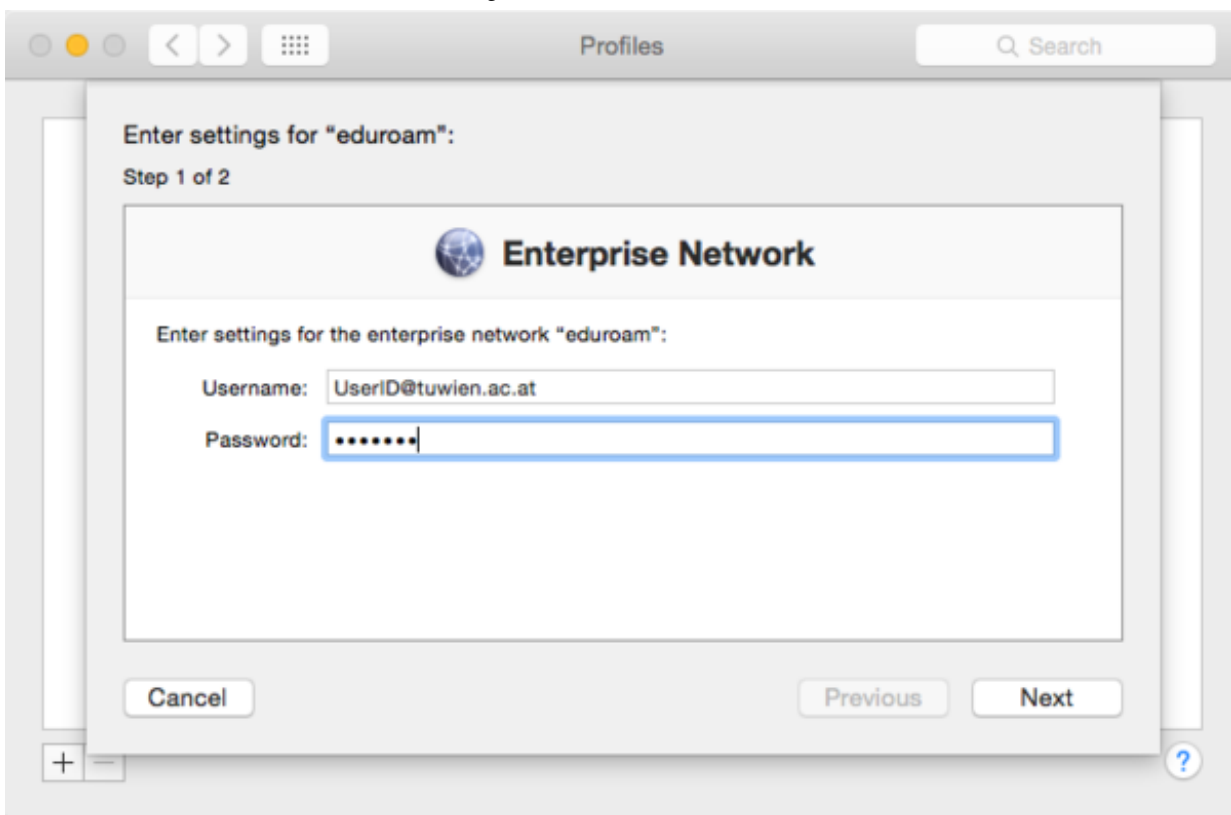 Profiles
Search
Enter settings for "eduroam":
Step 1 of 2
Enterprise Network
Enter settings for the enterprise network "eduroam":
Username: UserID@tuwien.ac.at
Password: •••••••
Cancel Previous Next
+ − ?